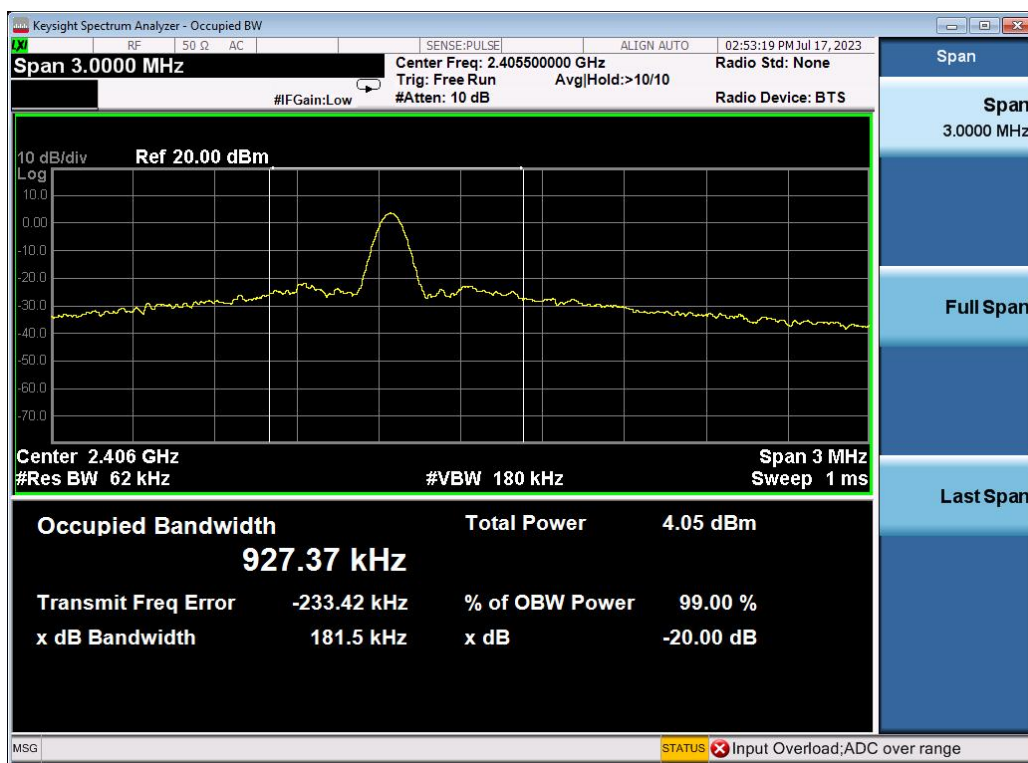 Keysight Spectrum Analyzer - Occupied BW
LXI RF 50 Ω AC SENSE:PULSE ALIGN AUTO 02:53:19 PM Jul 17, 2023
Span 3.0000 MHz
Center Freq: 2.405500000 GHz Radio Std: None
Trig: Free Run Avg|Hold:>10/10
#IFGain:Low #Atten: 10 dB Radio Device: BTS
10 dB/div Ref 20.00 dBm
Log
10.0
0.00
-10.0
-20.0
-30.0
-40.0
-50.0
-60.0
-70.0
Center 2.406 GHz Span 3 MHz
#Res BW 62 kHz #VBW 180 kHz Sweep 1 ms
Occupied Bandwidth Total Power 4.05 dBm
927.37 kHz
Transmit Freq Error -233.42 kHz % of OBW Power 99.00 %
x dB Bandwidth 181.5 kHz x dB -20.00 dB
MSG STATUS Input Overload;ADC over range
Span
Span
3.0000 MHz
Full Span
Last Span